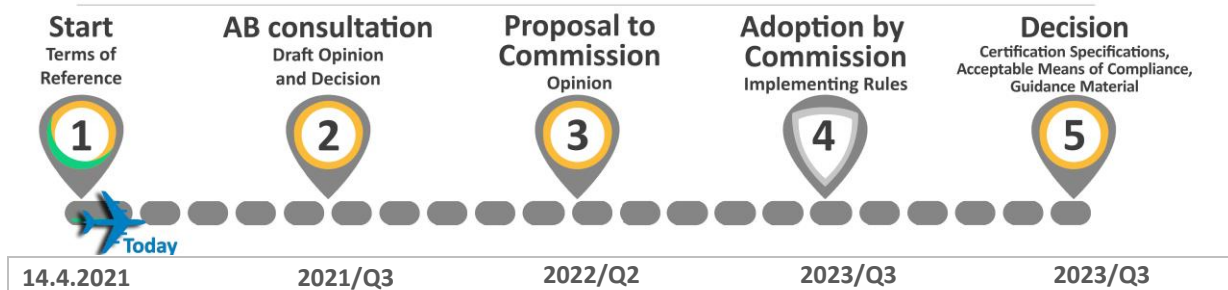 Start
Terms of
Reference
1
AB consultation
Draft Opinion
and Decision
2
Proposal to
Commission
Opinion
3
Adoption by
Commission
Implementing Rules
4
Decision
Certification Specifications,
Acceptable Means of Compliance,
Guidance Material
5
Today
14.4.2021
2021/Q3
2022/Q2
2023/Q3
2023/Q3